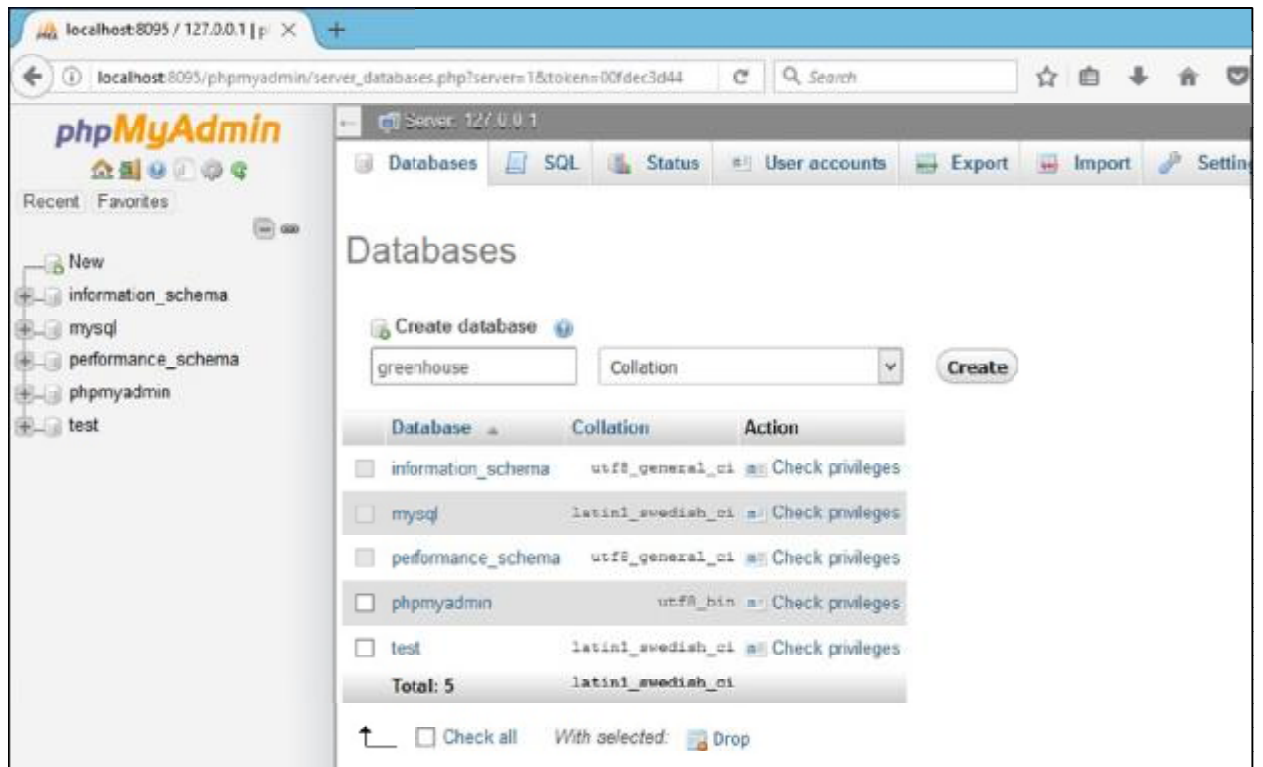 localhost:8095 / 127.0.0.1 | p
localhost:8095/phpmyadmin/server_databases.php?server=1&token=00fdec3d44
Search
phpMyAdmin
Recent Favorites
New
information_schema
mysql
performance_schema
phpmyadmin
test
Server: 127.0.0.1
Databases SQL Status User accounts Export Import Setting
Databases
Create database
greenhouse Collation Create
Database Collation Action
information_schema utf8_general_ci Check privileges
mysql latin1_swedish_ci Check privileges
performance_schema utf8_general_ci Check privileges
phpmyadmin utf8_bin Check privileges
test latin1_swedish_ci Check privileges
Total: 5 latin1_swedish_ci
Check all With selected: Drop